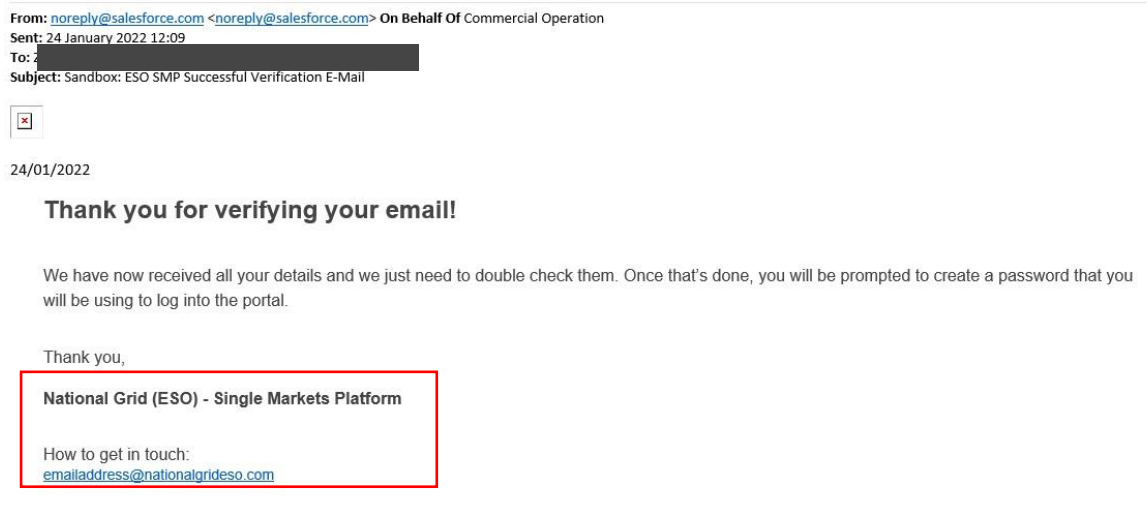 From: noreply@salesforce.com <noreply@salesforce.com> On Behalf Of Commercial Operation
Sent: 24 January 2022 12:09
To:
Subject: Sandbox: ESO SMP Successful Verification E-Mail
24/01/2022
Thank you for verifying your email!
We have now received all your details and we just need to double check them. Once that’s done, you will be prompted to create a password that you
will be using to log into the portal.
Thank you,
National Grid (ESO) - Single Markets Platform
How to get in touch:
emailaddress@nationalgrideso.com